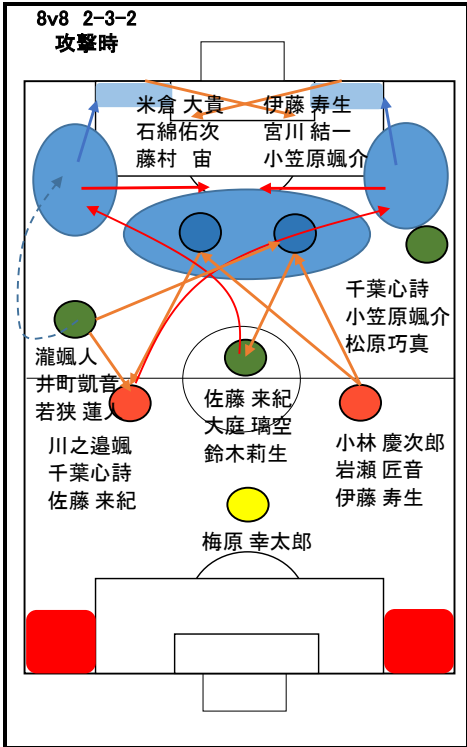 8v8 2-3-2
攻撃時
米倉 大貴
石綿佑次
藤村 宙
伊藤 寿生
宮川 結一
小笠原颯介
千葉心詩
小笠原颯介
松原巧真
瀧颯人
井町凱音
若狭 蓮人
佐藤 来紀
大庭 璃空
鈴木莉生
川之邉颯
千葉心詩
佐藤 来紀
小林 慶次郎
岩瀬 匠音
伊藤 寿生
梅原 幸太郎